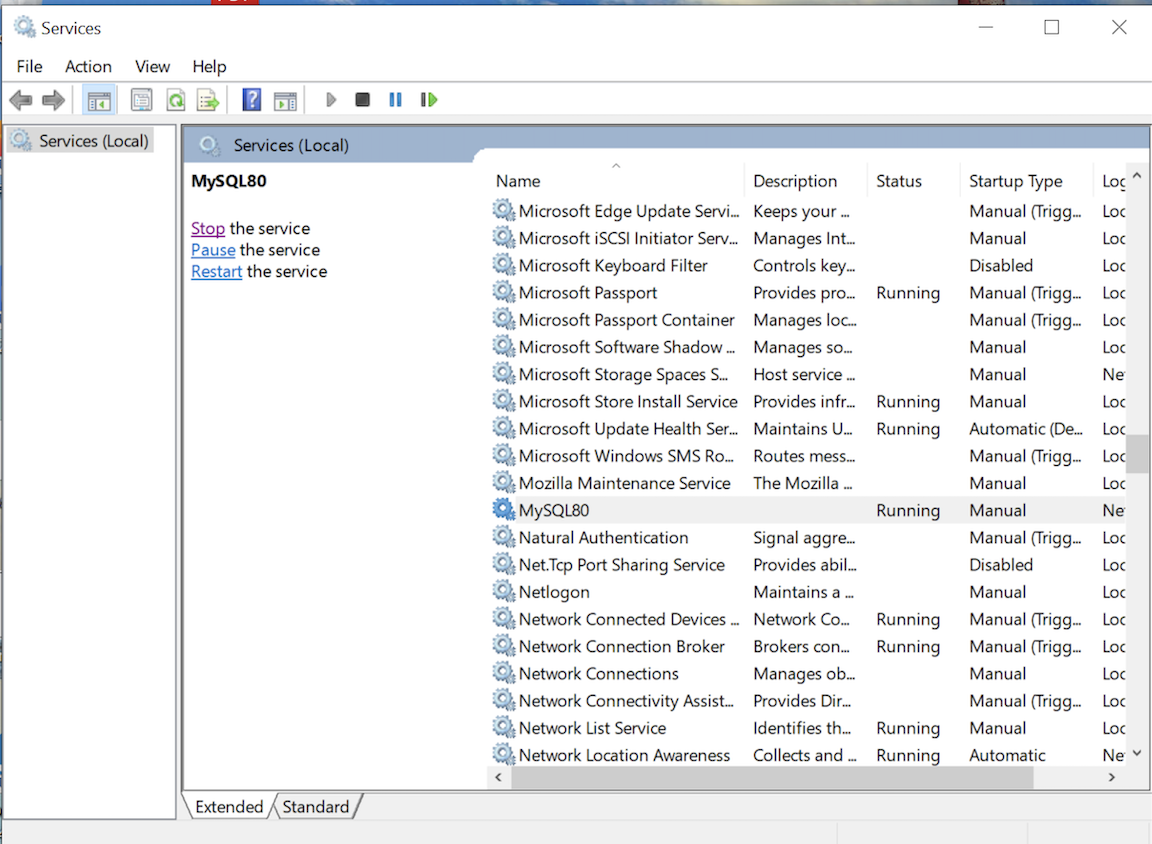 Services
File Action View Help
Services (Local)
Services (Local)
MySQL80
Stop the service
Pause the service
Restart the service
Name Description Status Startup Type Log
Microsoft Edge Update Servi... Keeps your ... Manual (Trigg... Loc
Microsoft iSCSI Initiator Serv... Manages Int... Manual Loc
Microsoft Keyboard Filter Controls key... Disabled Loc
Microsoft Passport Provides pro... Running Manual (Trigg... Loc
Microsoft Passport Container Manages loc... Manual (Trigg... Loc
Microsoft Software Shadow ... Manages so... Manual Loc
Microsoft Storage Spaces S... Host service ... Manual Net
Microsoft Store Install Service Provides infr... Running Manual Loc
Microsoft Update Health Ser... Maintains U... Running Automatic (De... Loc
Microsoft Windows SMS Ro... Routes mess... Manual (Trigg... Loc
Mozilla Maintenance Service The Mozilla ... Manual Loc
MySQL80 Running Manual Net
Natural Authentication Signal aggre... Manual (Trigg... Loc
Net.Tcp Port Sharing Service Provides abil... Disabled Loc
Netlogon Maintains a ... Manual Loc
Network Connected Devices ... Network Co... Running Manual (Trigg... Loc
Network Connection Broker Brokers con... Running Manual (Trigg... Loc
Network Connections Manages ob... Manual Loc
Network Connectivity Assist... Provides Dir... Manual (Trigg... Loc
Network List Service Identifies th... Running Manual Loc
Network Location Awareness Collects and ... Running Automatic Net
Extended Standard